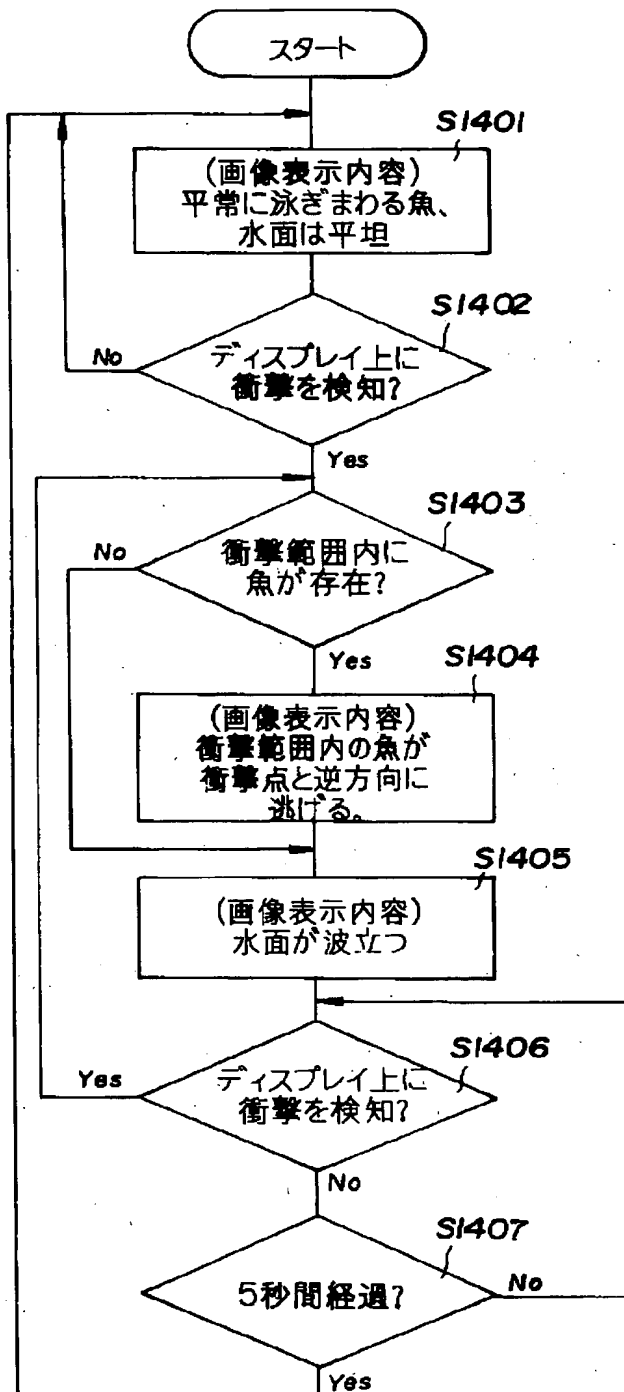 スタート
S1401
(画像表示内容)
平常に泳ぎまわる魚、
水面は平坦
S1402
No
ディスプレイ上に
衝撃を検知?
Yes
S1403
No
衝撃範囲内に
魚が存在?
Yes
S1404
(画像表示内容)
衝撃範囲内の魚が
衝撃点と逆方向に
逃げる。
S1405
(画像表示内容)
水面が波立つ
S1406
Yes
ディスプレイ上に
衝撃を検知?
No
S1407
5秒間経過?
No
Yes